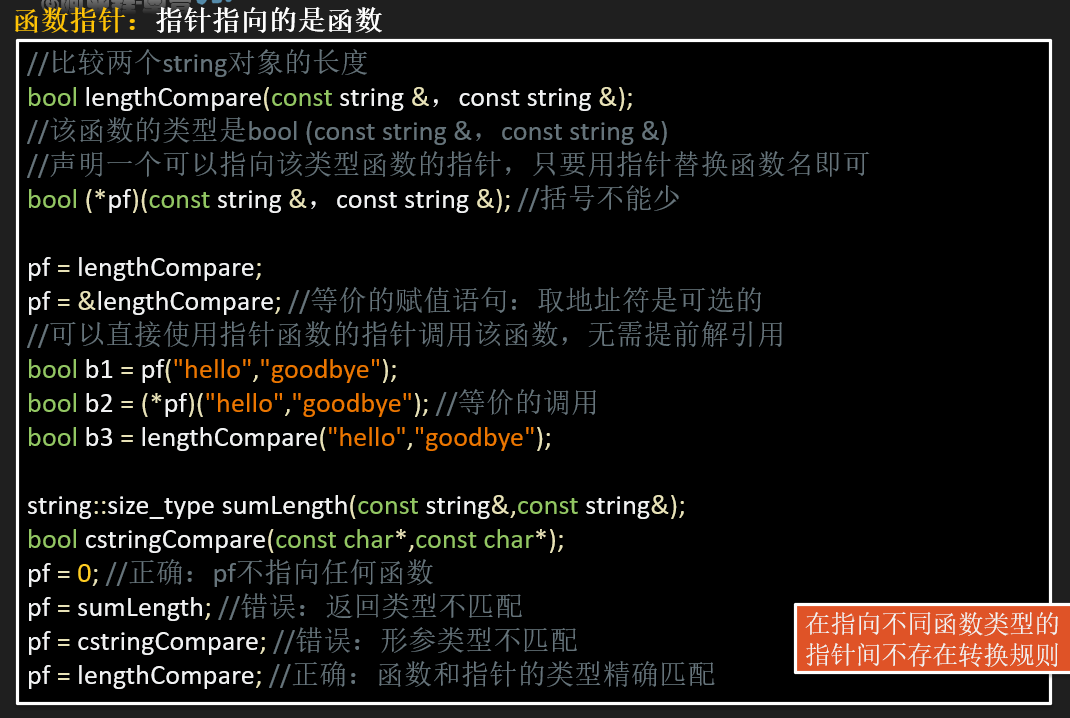 函数指针：指针指向的是函数
//比较两个string对象的长度
bool lengthCompare(const string &，const string &);
//该函数的类型是bool (const string &，const string &)
//声明一个可以指向该类型函数的指针，只要用指针替换函数名即可
bool (*pf)(const string &，const string &); //括号不能少
pf = lengthCompare;
pf = &lengthCompare; //等价的赋值语句：取地址符是可选的
//可以直接使用指针函数的指针调用该函数，无需提前解引用
bool b1 = pf("hello","goodbye");
bool b2 = (*pf)("hello","goodbye"); //等价的调用
bool b3 = lengthCompare("hello","goodbye");
string::size_type sumLength(const string&,const string&);
bool cstringCompare(const char*,const char*);
pf = 0; //正确：pf不指向任何函数
pf = sumLength; //错误：返回类型不匹配
pf = cstringCompare; //错误：形参类型不匹配
pf = lengthCompare; //正确：函数和指针的类型精确匹配
在指向不同函数类型的
指针间不存在转换规则